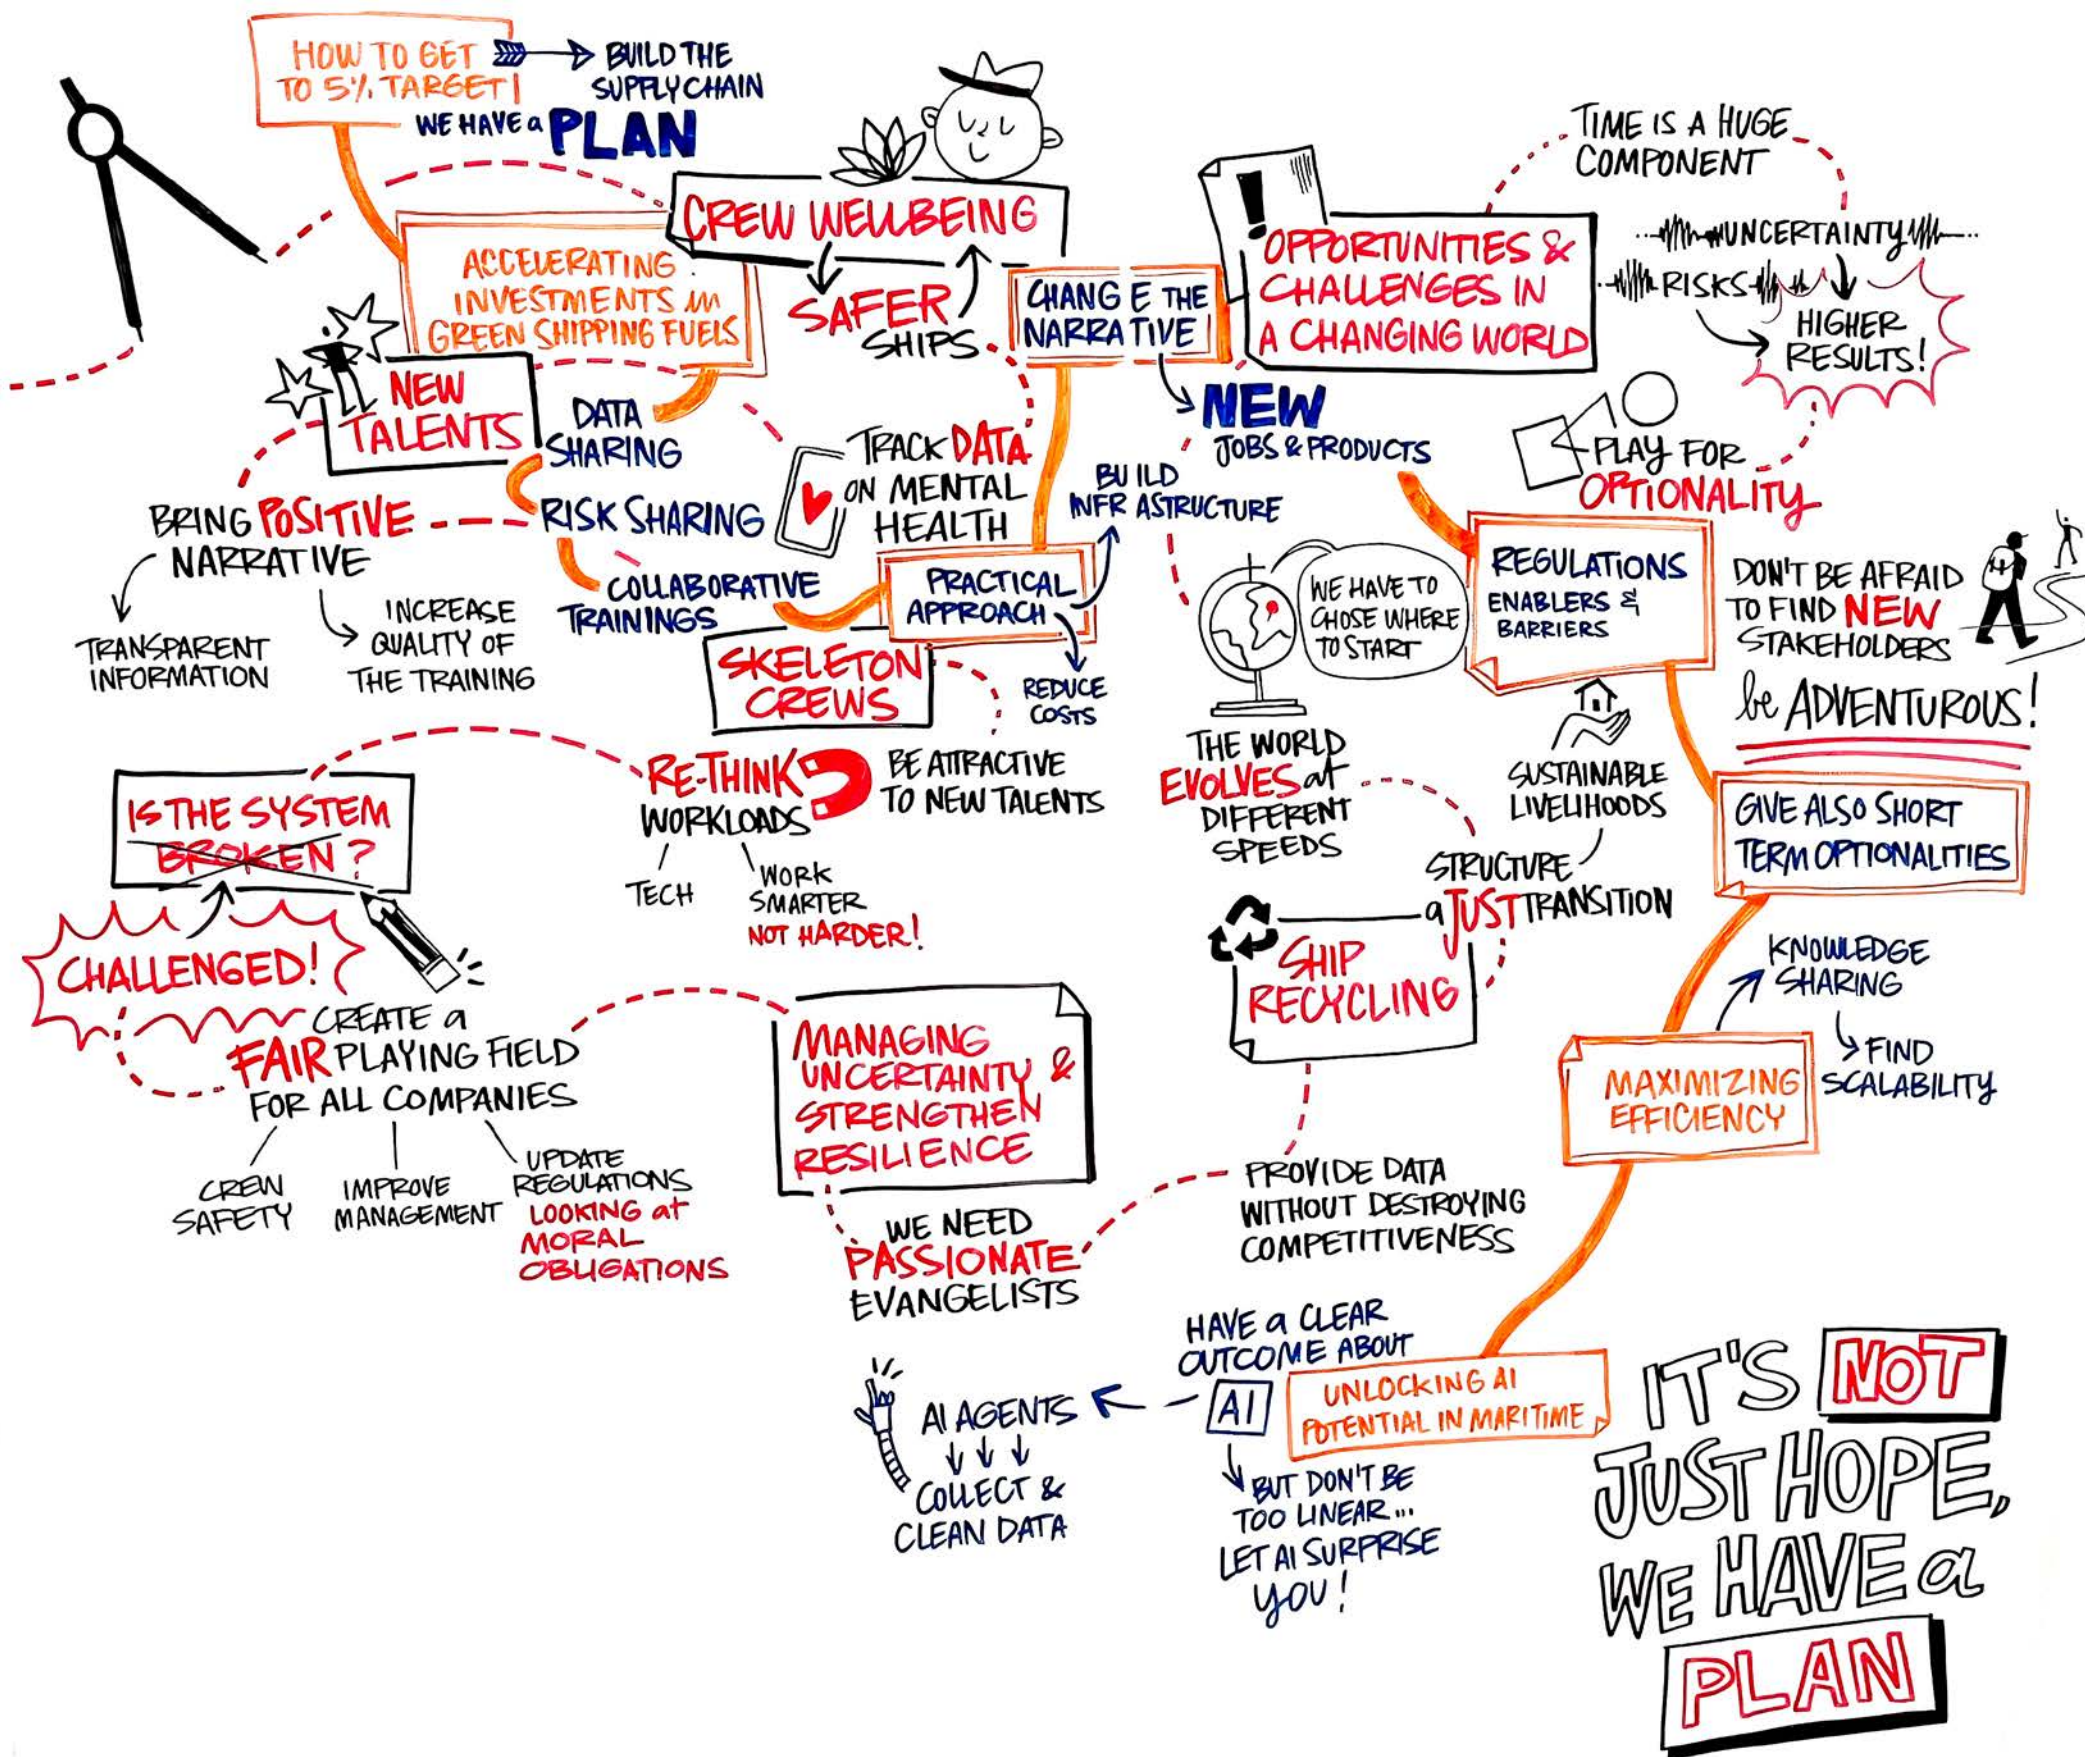 HOW TO GET
TO 5% TARGET!
BUILD THE
SUPPLY CHAIN
WE HAVE a PLAN
ACCELERATING
INVESTMENTS in
GREEN SHIPPING FUELS
CREW WELLBEING
SAFER
SHIPS
CHANGE THE
NARRATIVE
OPPORTUNITIES &
CHALLENGES IN
A CHANGING WORLD
TIME IS A HUGE
COMPONENT
UNCERTAINTY
RISKS
HIGHER
RESULTS!
NEW
TALENTS
DATA
SHARING
TRACK DATA
ON MENTAL
HEALTH
NEW
JOBS & PRODUCTS
BUILD
INFRASTRUCTURE
PLAY FOR
OPTIONALITY
BRING POSITIVE
NARRATIVE
TRANSPARENT
INFORMATION
INCREASE
QUALITY OF
THE TRAINING
RISK SHARING
COLLABORATIVE
TRAININGS
PRACTICAL
APPROACH
REDUCE
COSTS
SKELETON
CREWS
WE HAVE TO
CHOSE WHERE
TO START
REGULATIONS
ENABLERS &
BARRIERS
DON'T BE AFRAID
TO FIND NEW
STAKEHOLDERS
be ADVENTUROUS!
IS THE SYSTEM
BROKEN?
CHALLENGED!
RE-THINK
WORKLOADS
TECH
WORK
SMARTER
NOT HARDER!
BE ATTRACTIVE
TO NEW TALENTS
THE WORLD
EVOLVES at
DIFFERENT
SPEEDS
SUSTAINABLE
LIVELIHOODS
STRUCTURE
a JUST TRANSITION
GIVE ALSO SHORT
TERM OPTIONALITIES
SHIP
RECYCLING
KNOWLEDGE
SHARING
FIND
SCALABILITY
MAXIMIZING
EFFICIENCY
CREATE a
FAIR PLAYING FIELD
FOR ALL COMPANIES
CREW
SAFETY
IMPROVE
MANAGEMENT
UPDATE
REGULATIONS
LOOKING at
MORAL
OBLIGATIONS
MANAGING
UNCERTAINTY &
STRENGTHEN
RESILIENCE
WE NEED
PASSIONATE
EVANGELISTS
PROVIDE DATA
WITHOUT DESTROYING
COMPETITIVENESS
HAVE a CLEAR
OUTCOME ABOUT
AI
UNLOCKING AI
POTENTIAL IN MARITIME
AI AGENTS
COLLECT &
CLEAN DATA
BUT DON'T BE
TOO LINEAR...
LET AI SURPRISE
YOU!
IT'S NOT
JUST HOPE,
WE HAVE a
PLAN